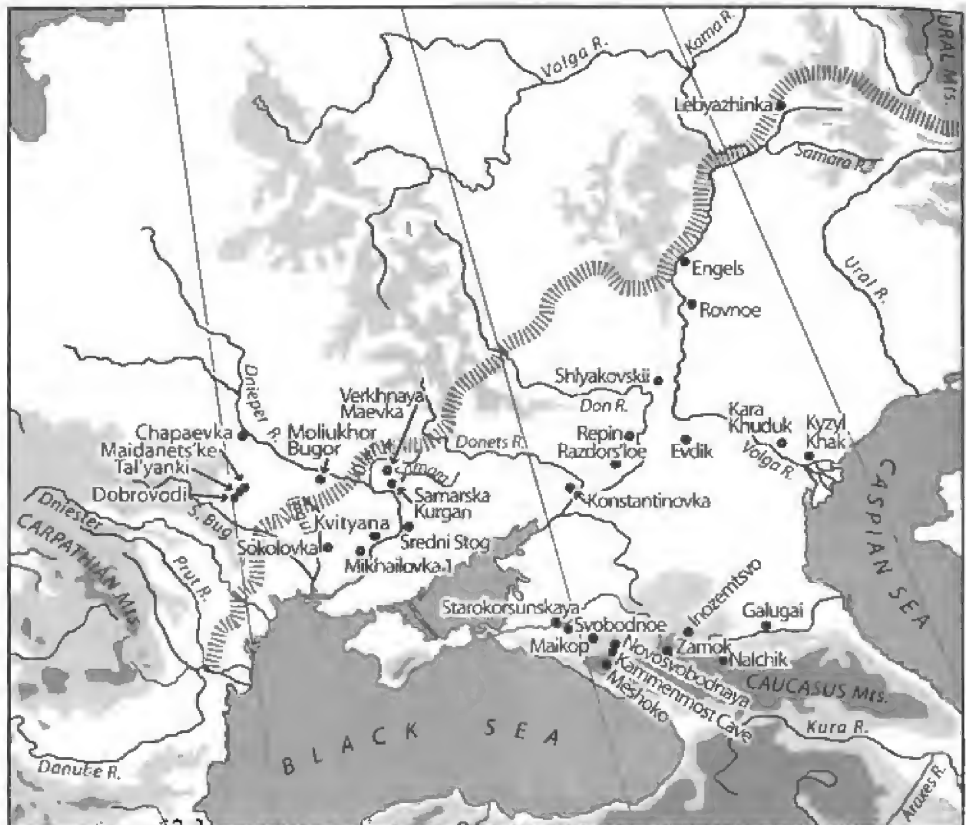 Volga R.
Kama R.
URAL Mts.
Lebyazhinka
Samara R.
Engels
Ural R.
Rovnoe
Dnieper R.
Shlyakovskii
Verkhnaya
Maevka
Don R.
Kara
Khuduk
Kyzyl
Khak
Chapaevka
Moliukhor
Bugor
Donets R.
Repin
Razdors'loe
Evdik
Volga R.
Maidanets'ke
Tal'yanki
Dobrovodi
Samarska
Kurgan
Konstantinovka
Dniester
S. Bug
Kvityana
Sredni Stog
CARPATHIAN Mts.
Prut R.
Sokolovka
Mikhailovka 1
CASPIAN SEA
Starokorsunskaya
Svobodnoe
Inozemtsvo
Galugai
Maikop
Novosvobodnaya
Zamok
Nalchik
Kammenmost Cave
Meshoko
CAUCASUS Mts.
BLACK SEA
Kura R.
Danube R.
Araxes R.